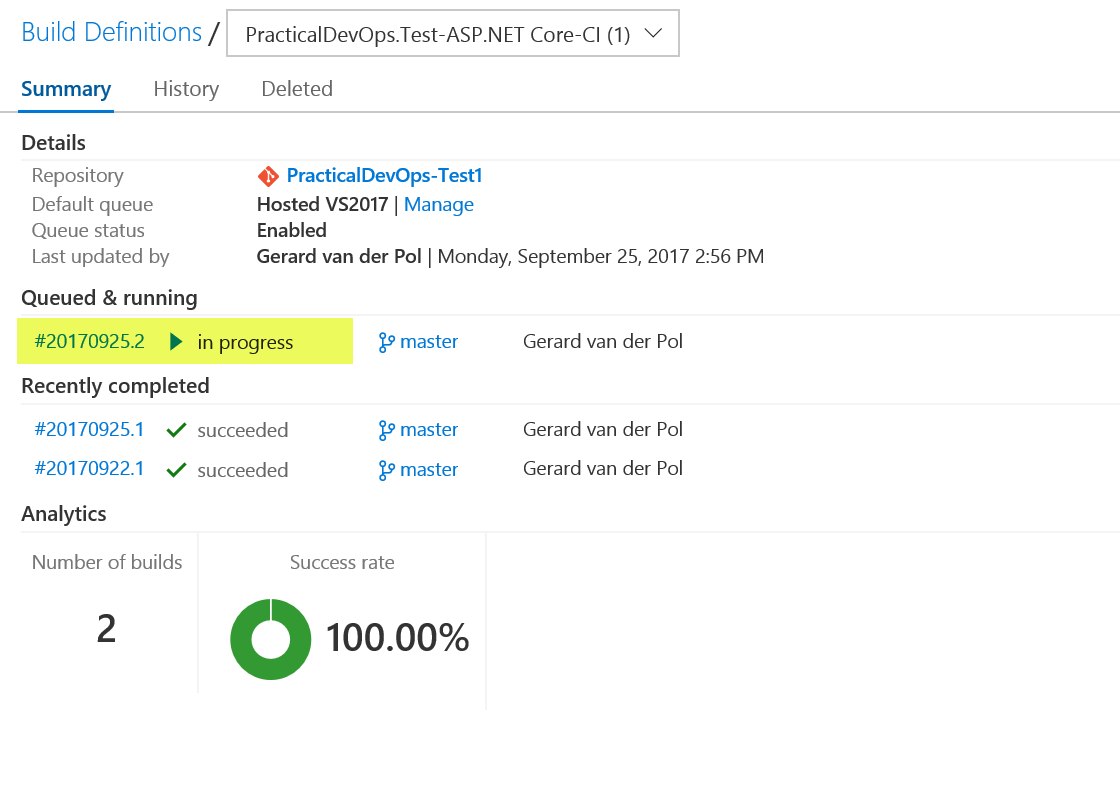 Build Definitions / PracticalDevOps.Test-ASP.NET Core-CI (1)
Summary History Deleted
Details
Repository PracticalDevOps-Test1
Default queue Hosted VS2017 | Manage
Queue status Enabled
Last updated by Gerard van der Pol | Monday, September 25, 2017 2:56 PM
Queued & running
#20170925.2 in progress master Gerard van der Pol
Recently completed
#20170925.1 succeeded master Gerard van der Pol
#20170922.1 succeeded master Gerard van der Pol
Analytics
Number of builds Success rate
2 100.00%